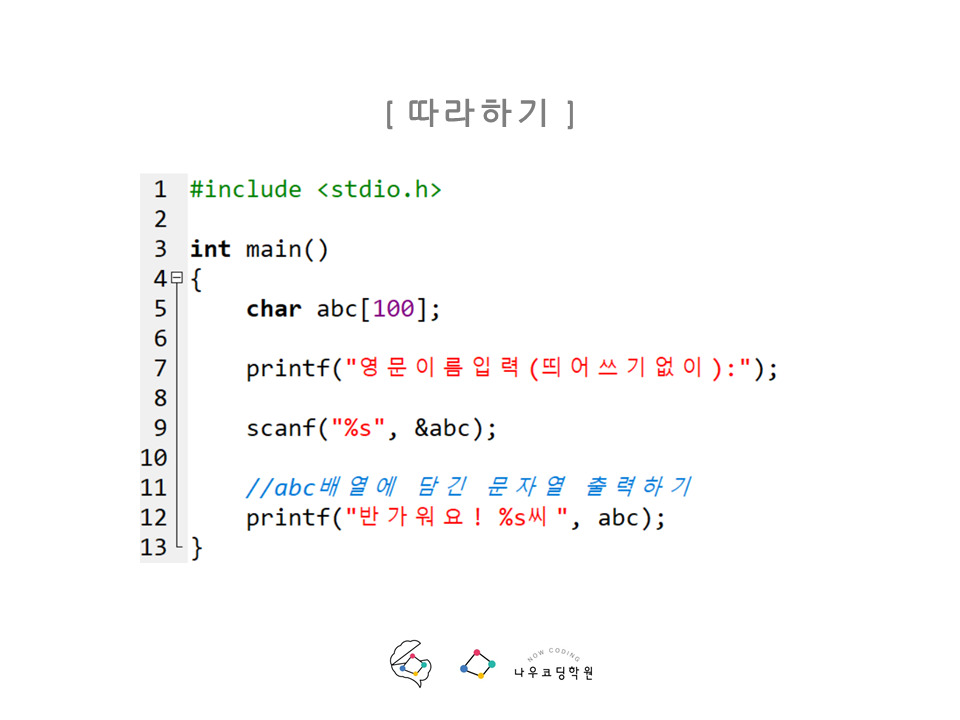 [ 따라하기 ]
1 #include <stdio.h>
2
3 int main()
4 {
5 char abc[100];
6
7 printf("영문이름입력(띄어쓰기없이):");
8
9 scanf("%s", &abc);
10
11 //abc배열에 담긴 문자열 출력하기
12 printf("반가워요! %s씨", abc);
13 }
NOW CODING
나우코딩학원